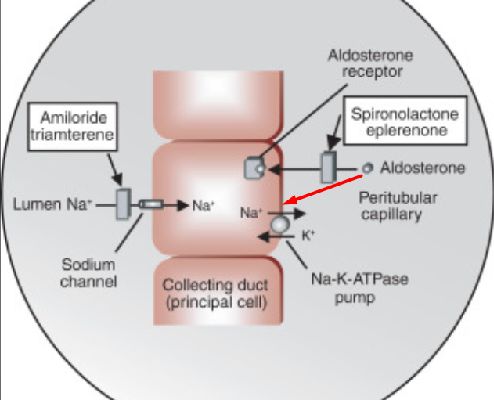 Aldosterone
receptor
Amiloride
triamterene
Spironolactone
eplerenone
Aldosterone
Lumen Na⁺
Na⁺
Na⁺
K⁺
Peritubular
capillary
Sodium
channel
Collecting duct
(principal cell)
Na-K-ATPase
pump